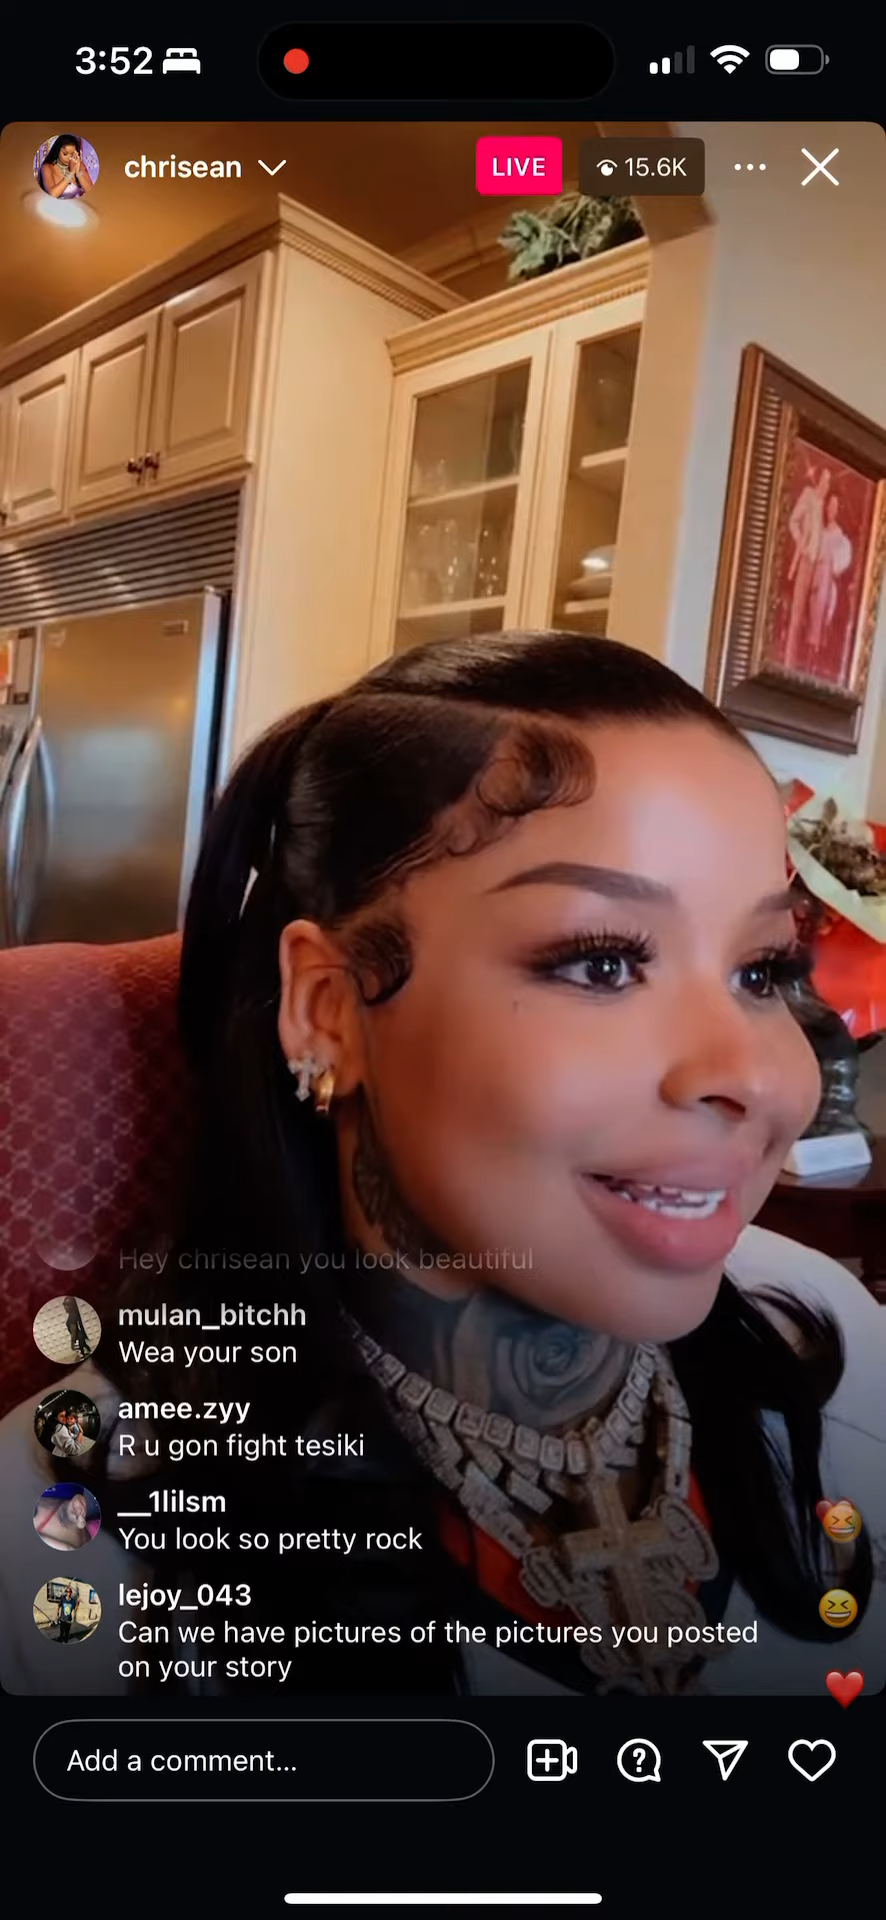 3:52
chrisean
LIVE
15.6K
Hey chrisean you look beautiful
mulan_bitchh
Wea your son
amee.zyy
R u gon fight tesiki
__1lilsm
You look so pretty rock
lejoy_043
Can we have pictures of the pictures you posted
on your story
Add a comment...